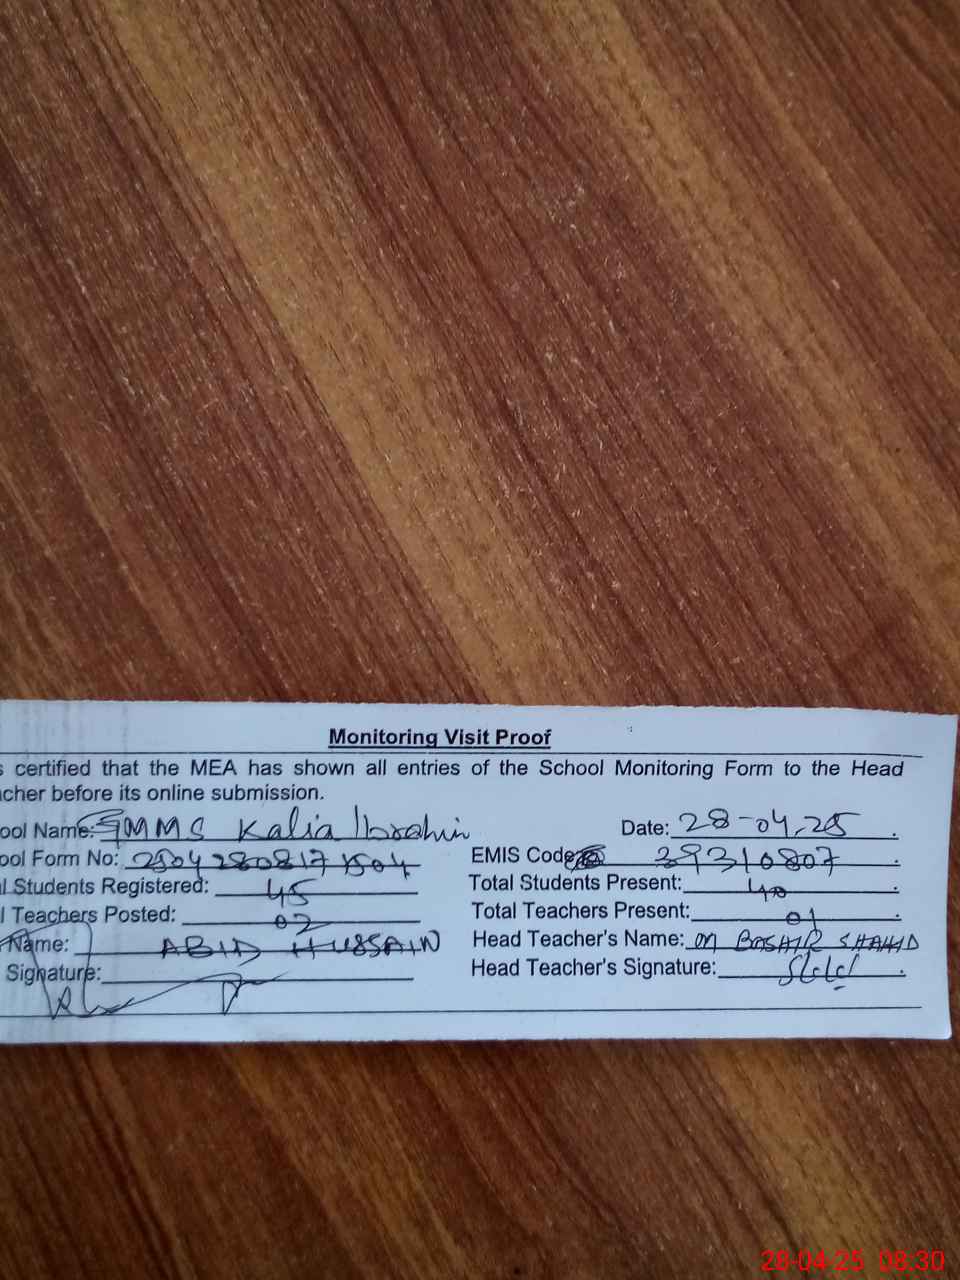 Monitoring Visit Proof
s certified that the MEA has shown all entries of the School Monitoring Form to the Head
cher before its online submission.
ool Name: GMMS Kalia Ibrahim Date: 28-04-25
ool Form No: EMIS Code 39310807
l Students Registered: 45 Total Students Present: 40
l Teachers Posted: 02 Total Teachers Present: 01
Name: ABID HUSSAIN Head Teacher's Name: M BASHIR SHAHID
Signature: Head Teacher's Signature:
28-04-25 08:30